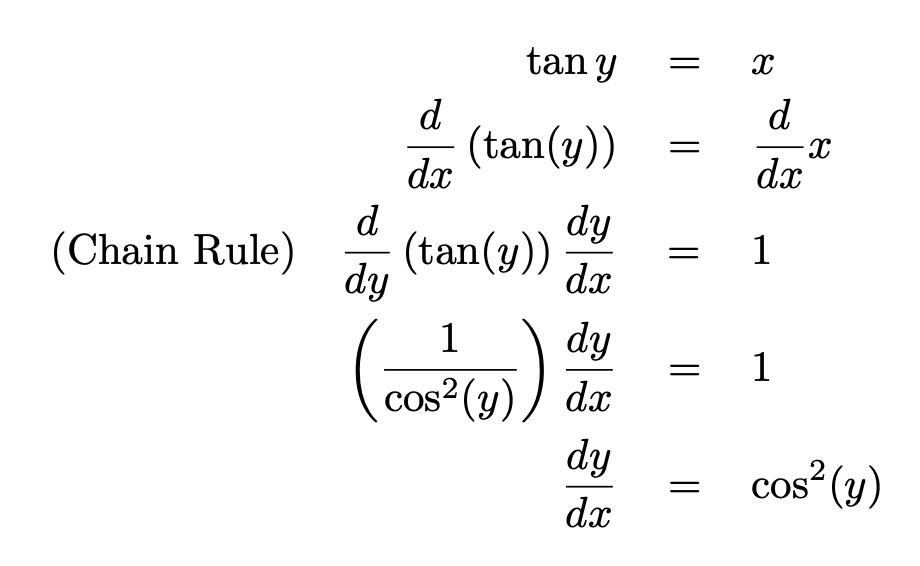 tan y = x
d/dx (tan(y)) = d/dx x
(Chain Rule) d/dy (tan(y)) dy/dx = 1
(1/cos²(y)) dy/dx = 1
dy/dx = cos²(y)